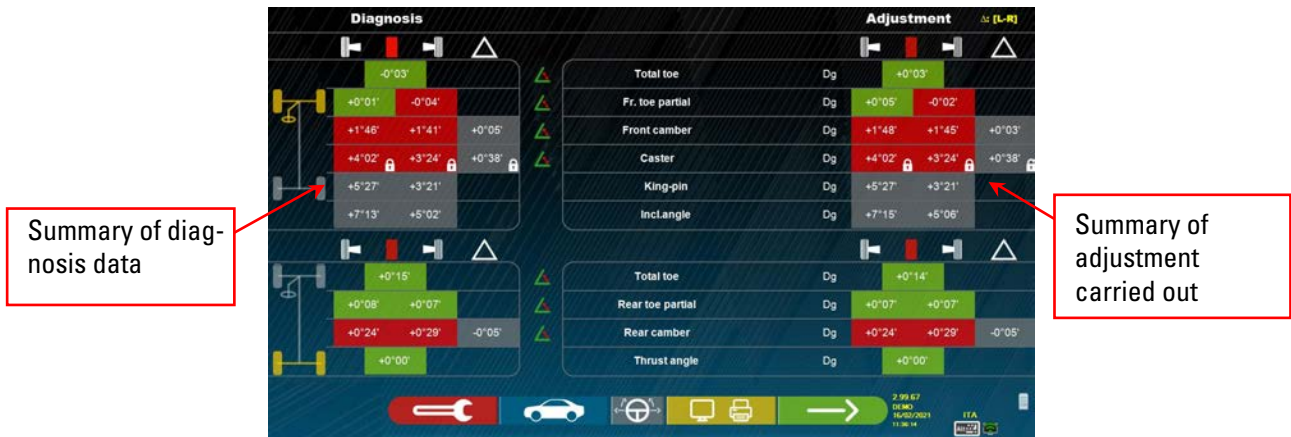 Diagnosis Adjustment Δ: [L-R]
-0°03' Total toe Dg +0°03'
+0°01' -0°04' Fr. toe partial Dg +0°05' -0°02'
+1°46' +1°41' +0°05' Front camber Dg +1°48' +1°45' +0°03'
+4°02' +3°24' +0°38' Caster Dg +4°02' +3°24' +0°38'
+5°27' +3°21' King-pin Dg +5°27' +3°21'
+7°13' +5°02' Incl.angle Dg +7°15' +5°06'
Summary of diag-
nosis data
Summary of
adjustment
carried out
+0°15' Total toe Dg +0°14'
+0°08' +0°07' Rear toe partial Dg +0°07' +0°07'
+0°24' +0°29' -0°05' Rear camber Dg +0°24' +0°29' -0°05'
+0°00' Thrust angle Dg +0°00'
2.99.67
DEMO
16/02/2021 ITA